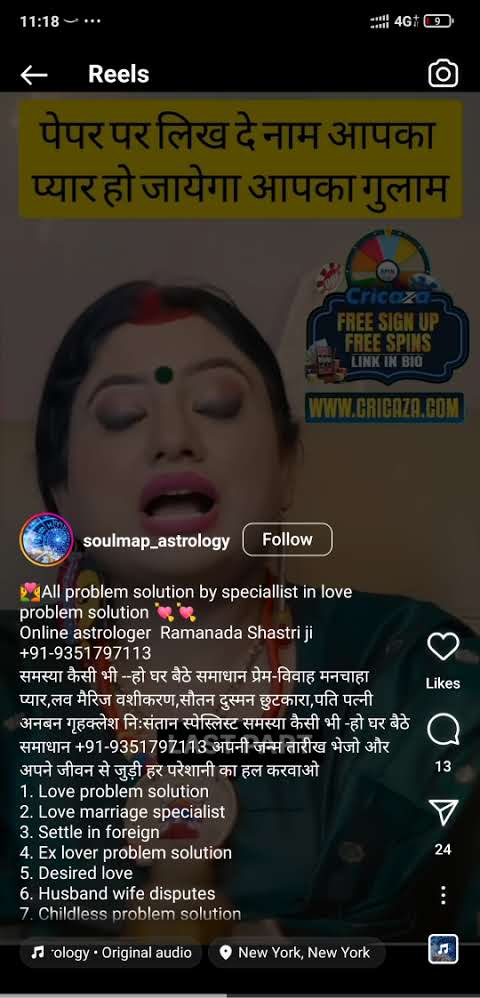 11:18
4G
9
Reels
पेपर पर लिख दे नाम आपका
प्यार हो जायेगा आपका गुलाम
SPIN
Cricaza
FREE SIGN UP
FREE SPINS
LINK IN BIO
WWW.CRICAZA.COM
soulmap_astrology
Follow
All problem solution by speciallist in love
problem solution
Online astrologer Ramanada Shastri ji
+91-9351797113
समस्या कैसी भी --हो घर बैठे समाधान प्रेम-विवाह मनचाहा
प्यार,लव मैरिज वशीकरण,सौतन दुस्मन छुटकारा,पति पत्नी
अनबन गृहक्लेश नि:संतान स्पेस्लिस्ट समस्या कैसी भी -हो घर बैठे
समाधान +91-9351797113 अपनी जन्म तारीख भेजो और
अपने जीवन से जुड़ी हर परेशानी का हल करवाओ
LAST PART
1. Love problem solution
2. Love marriage specialist
3. Settle in foreign
4. Ex lover problem solution
5. Desired love
6. Husband wife disputes
7. Childless problem solution
Likes
13
24
ology • Original audio
New York, New York